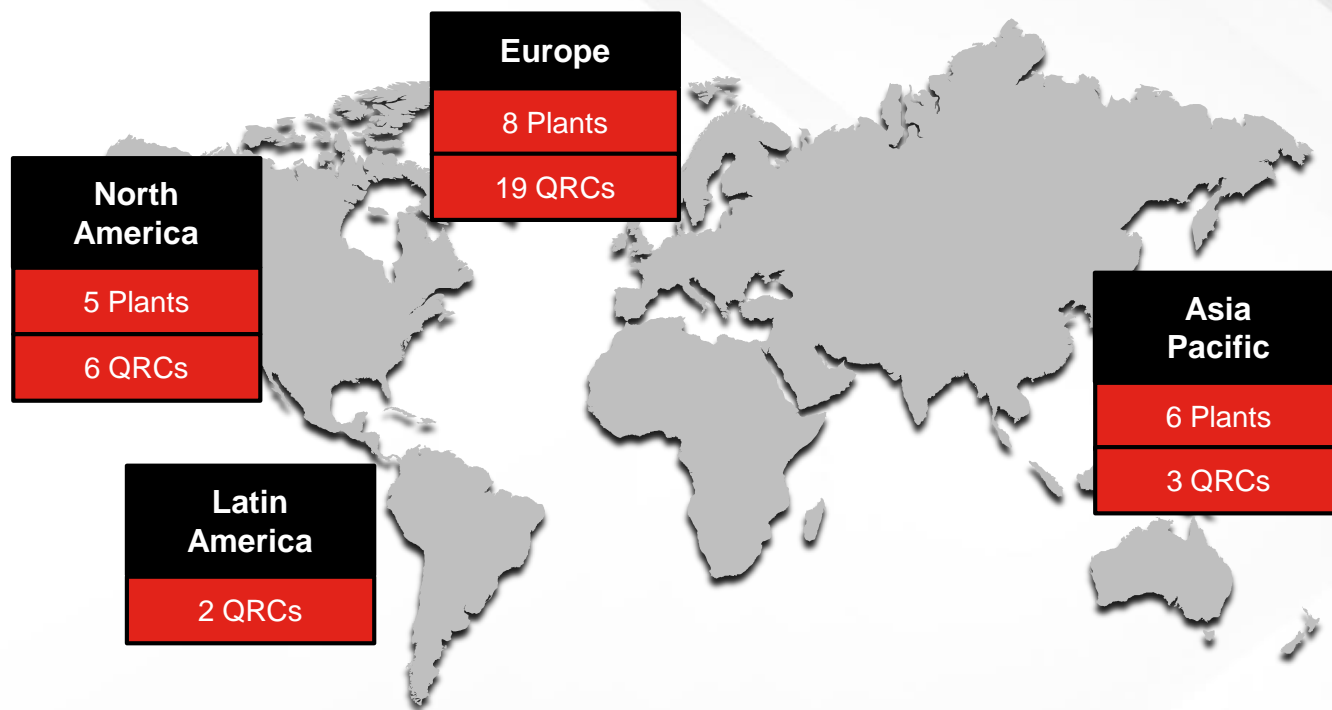 Europe
8 Plants
19 QRCs
North
America
5 Plants
6 QRCs
Asia
Pacific
6 Plants
3 QRCs
Latin
America
2 QRCs